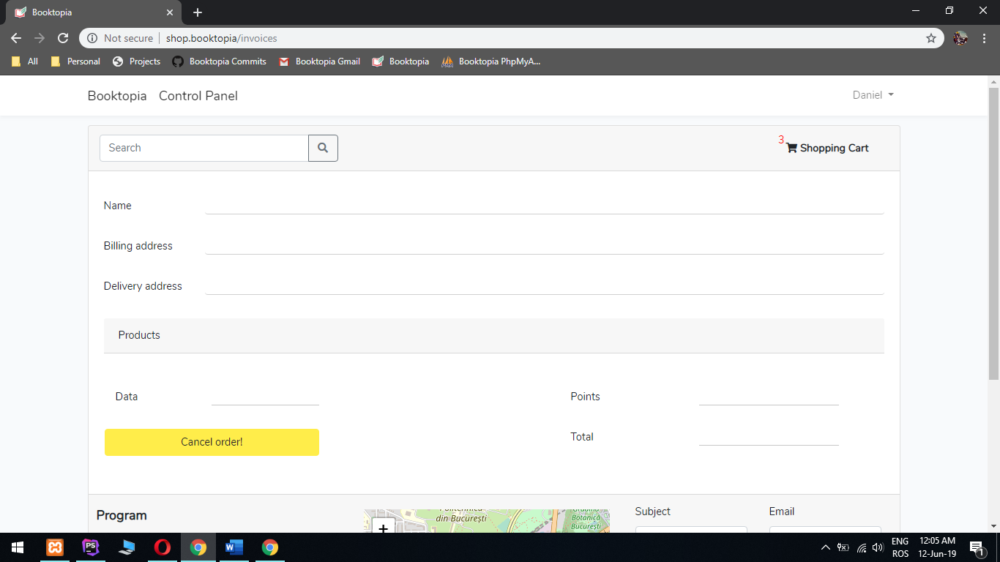 Booktopia
Not secure shop.booktopia/invoices
All Personal Projects Booktopia Commits Booktopia Gmail Booktopia Booktopia PhpMyA...
Booktopia Control Panel Daniel
Search 3 Shopping Cart
Name
Billing address
Delivery address
Products
Data Points
Cancel order! Total
Program Subject Email
Politehnica
din București
+
Grădina
Botanică
București
PS
W
ENG 12:05 AM
ROS 12-Jun-19
1